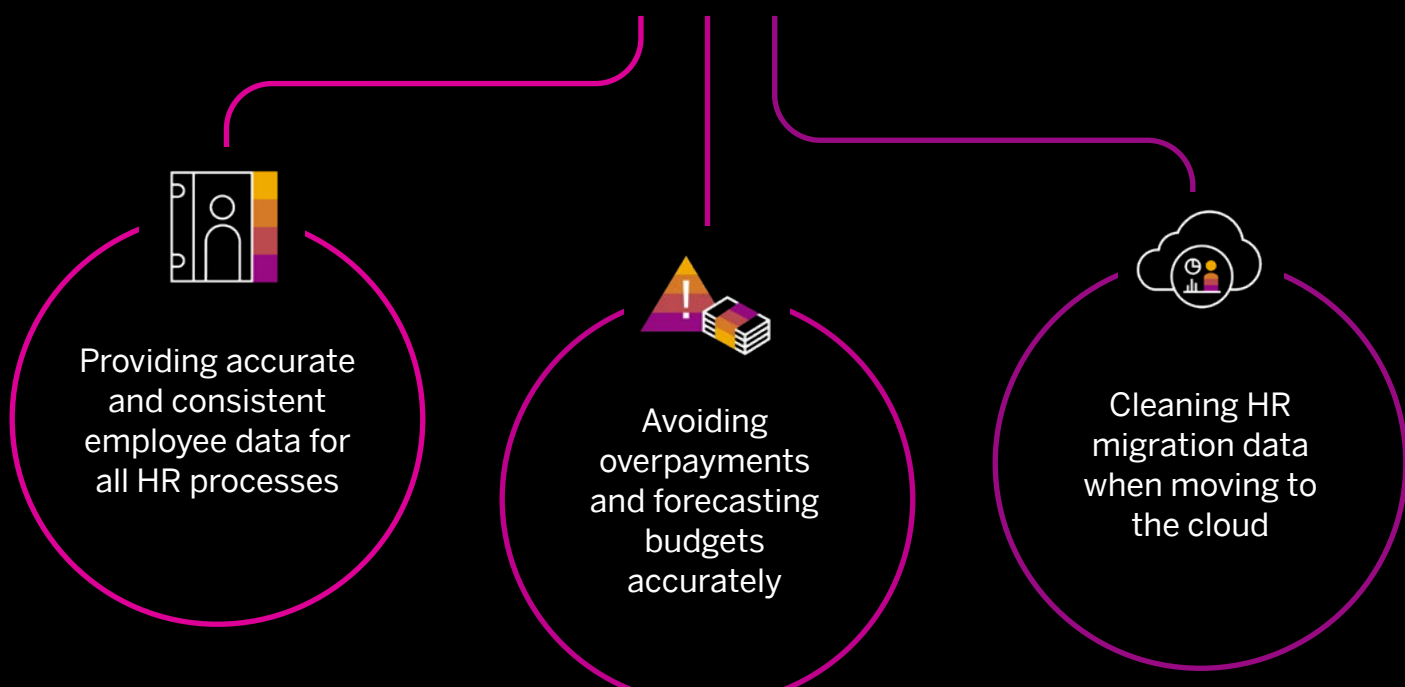 Providing accurate
and consistent
employee data for
all HR processes
Avoiding
overpayments
and forecasting
budgets
accurately
Cleaning HR
migration data
when moving to
the cloud